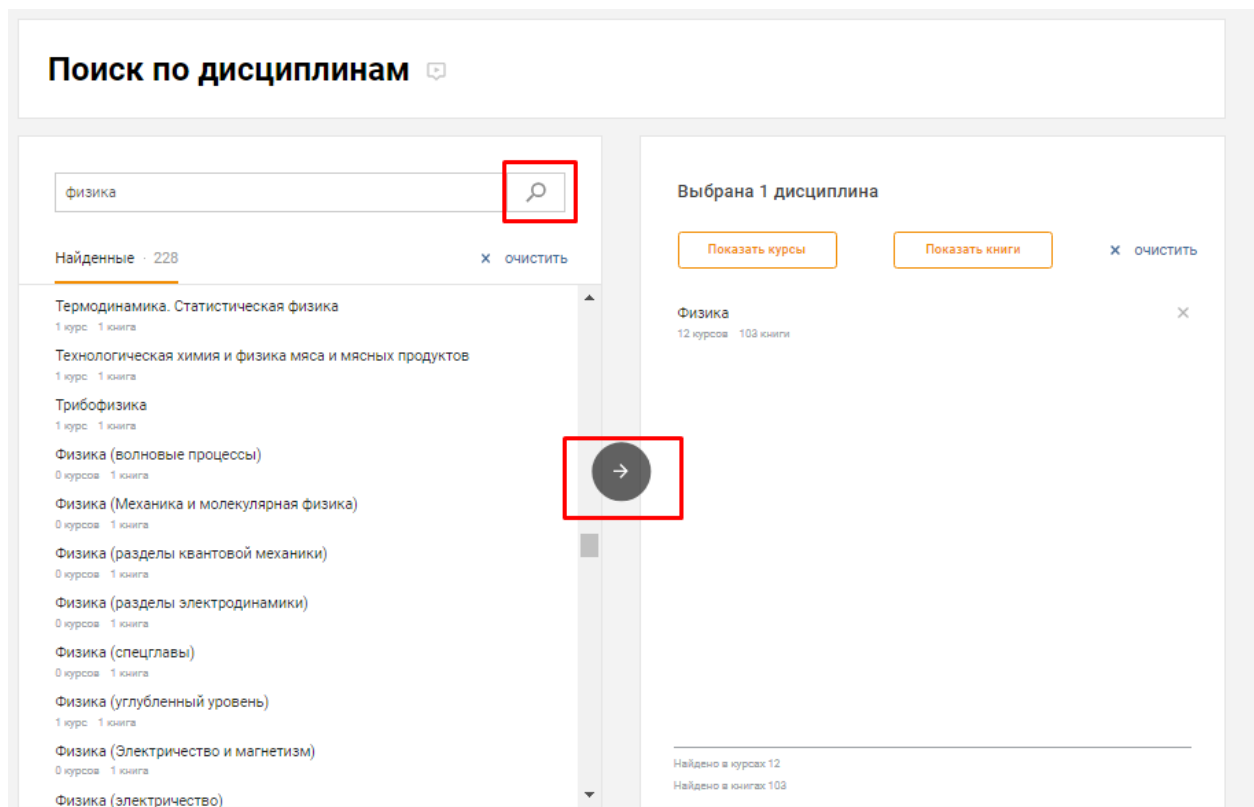 Поиск по дисциплинам
физика
Найденные · 228
× очистить
Термодинамика. Статистическая физика
1 курс 1 книга
Технологическая химия и физика мяса и мясных продуктов
1 курс 1 книга
Трибофизика
1 курс 1 книга
Физика (волновые процессы)
0 курсов 1 книга
Физика (Механика и молекулярная физика)
0 курсов 1 книга
Физика (разделы квантовой механики)
0 курсов 1 книга
Физика (разделы электродинамики)
0 курсов 1 книга
Физика (спецглавы)
0 курсов 1 книга
Физика (углубленный уровень)
1 курс 1 книга
Физика (Электричество и магнетизм)
0 курсов 1 книга
Физика (электричество)
Выбрана 1 дисциплина
Показать курсы
Показать книги
× очистить
Физика
12 курсов 103 книги
Найдено в курсах 12
Найдено в книгах 103